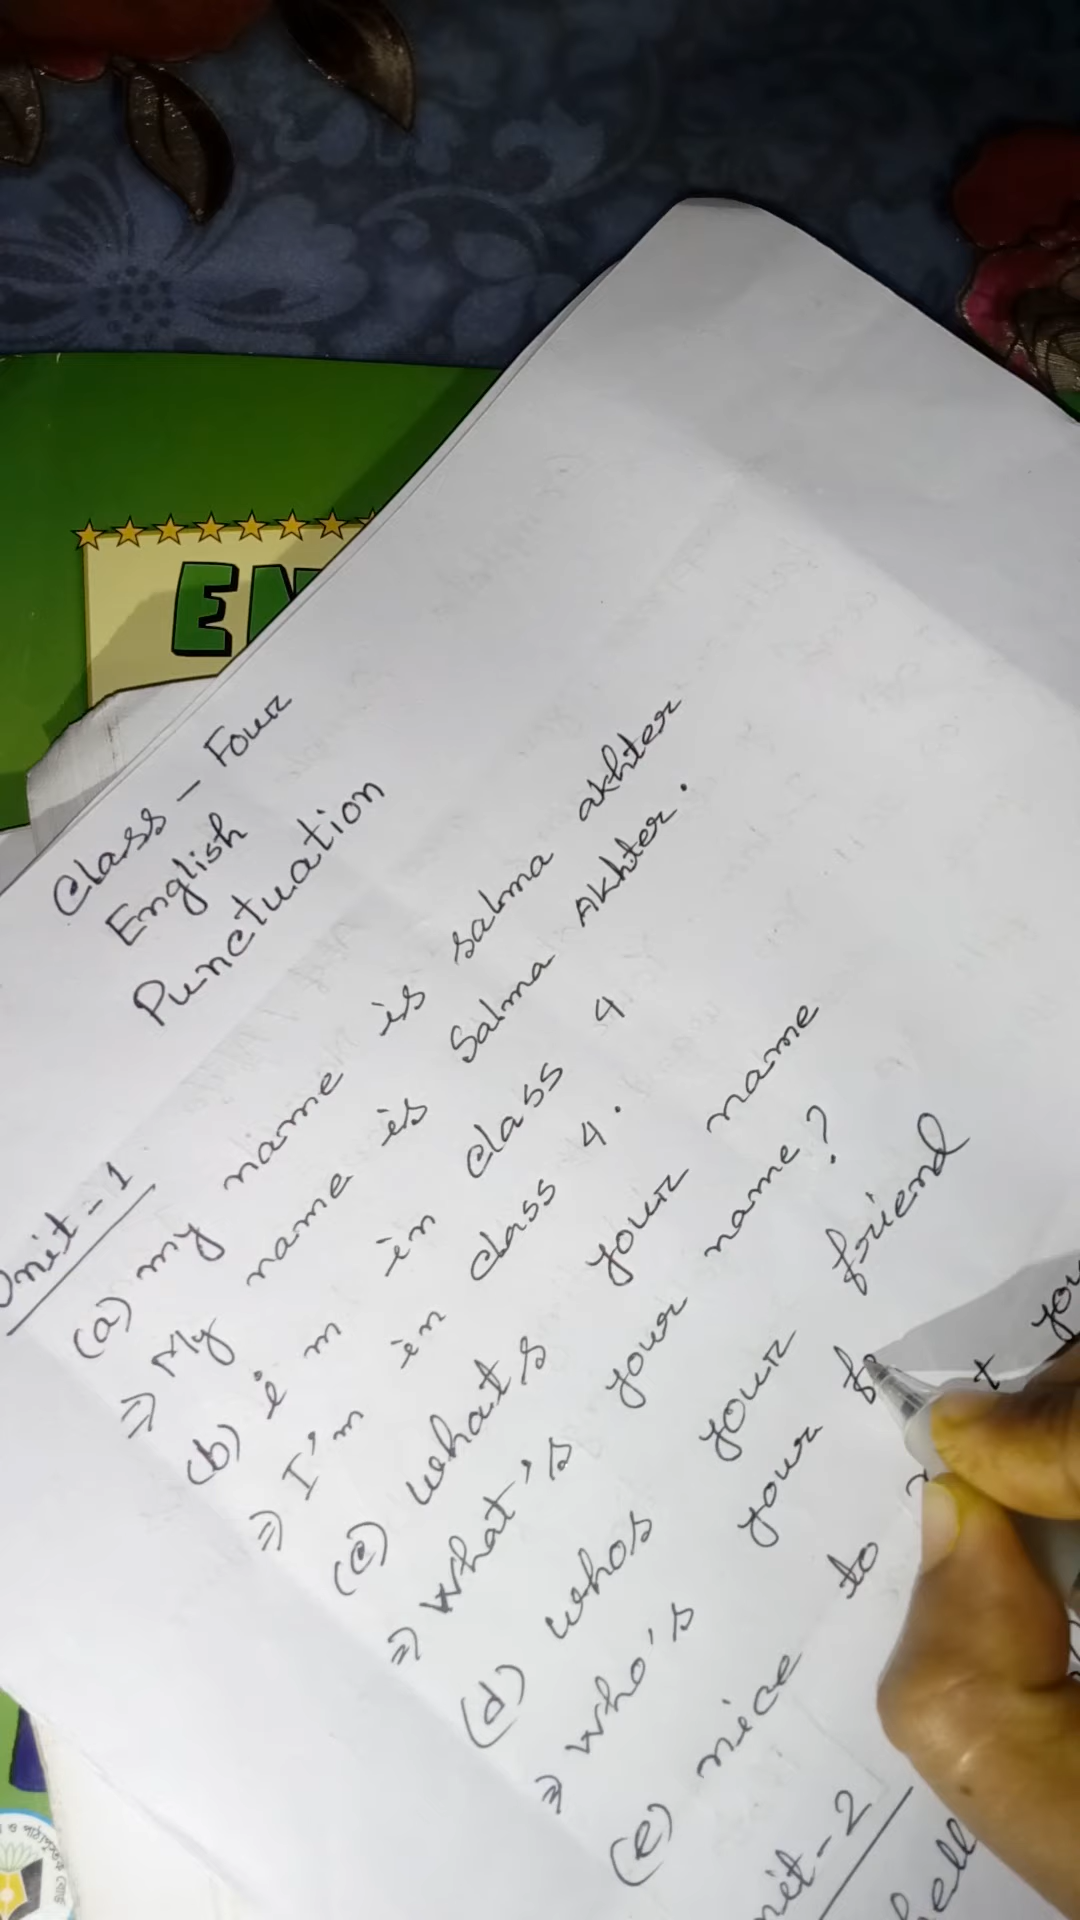 EN
Class - Four
English
Punctuation
Unit - 1
(a) my name is salma akhter
⇒ My name is Salma Akhter.
(b) i m in class 4
⇒ I'm in class 4.
(c) whats your name
⇒ What's your name?
(d) whos your friend
⇒ Who's your
(e) nice to